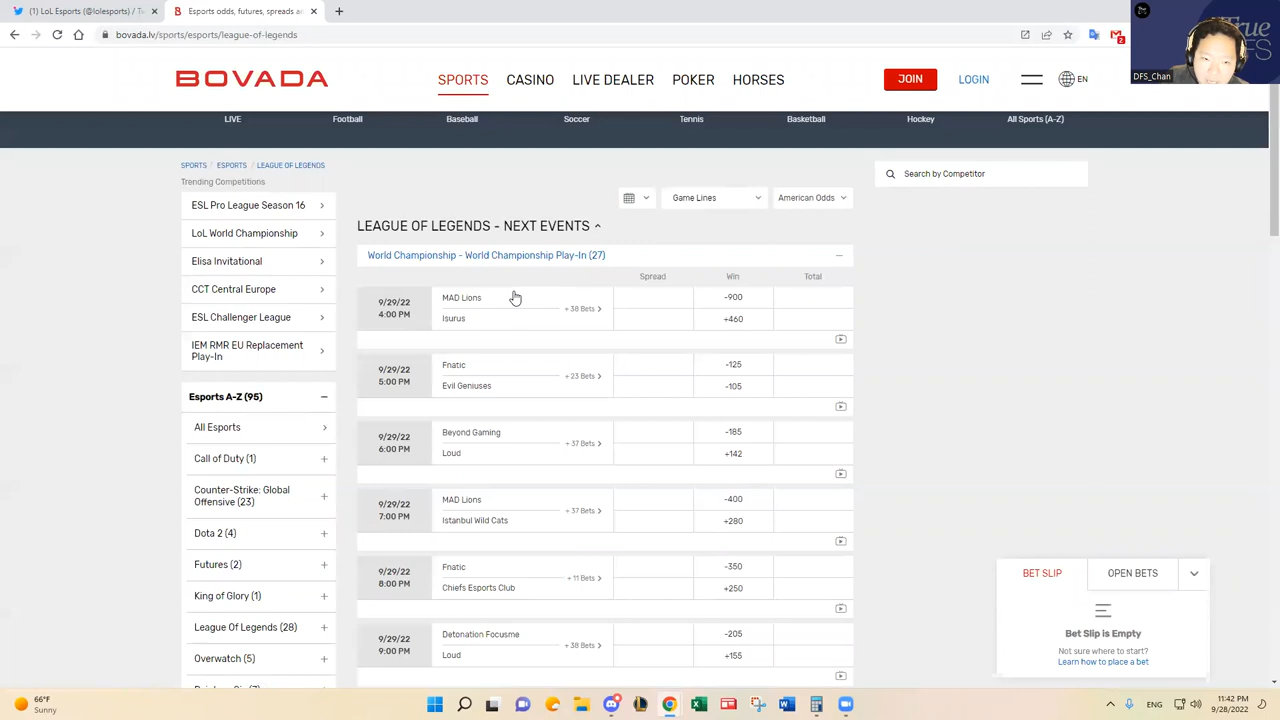 (1) LoL Esports (@lolesports) / Tw
Esports odds, futures, spreads an
bovada.lv/sports/esports/league-of-legends
2
True
DFS
DFS_Chan
BOVADA
SPORTS CASINO LIVE DEALER POKER HORSES
JOIN LOGIN EN
LIVE Football Baseball Soccer Tennis Basketball Hockey All Sports (A-Z)
SPORTS / ESPORTS / LEAGUE OF LEGENDS
Trending Competitions
ESL Pro League Season 16
LoL World Championship
Elisa Invitational
CCT Central Europe
ESL Challenger League
IEM RMR EU Replacement
Play-In
Esports A-Z (95)
All Esports
Call of Duty (1)
Counter-Strike: Global
Offensive (23)
Dota 2 (4)
Futures (2)
King of Glory (1)
League Of Legends (28)
Overwatch (5)
Game Lines
American Odds
LEAGUE OF LEGENDS - NEXT EVENTS
World Championship - World Championship Play-In (27)
Spread Win Total
9/29/22
4:00 PM
MAD Lions
Isurus
+ 38 Bets
-900
+460
9/29/22
5:00 PM
Fnatic
Evil Geniuses
+ 23 Bets
-125
-105
9/29/22
6:00 PM
Beyond Gaming
Loud
+ 37 Bets
-185
+142
9/29/22
7:00 PM
MAD Lions
Istanbul Wild Cats
+ 37 Bets
-400
+280
9/29/22
8:00 PM
Fnatic
Chiefs Esports Club
+ 11 Bets
-350
+250
9/29/22
9:00 PM
Detonation Focusme
Loud
+ 38 Bets
-205
+155
Search by Competitor
BET SLIP OPEN BETS
Bet Slip is Empty
Not sure where to start?
Learn how to place a bet
66°F
Sunny
ENG
11:42 PM
9/28/2022